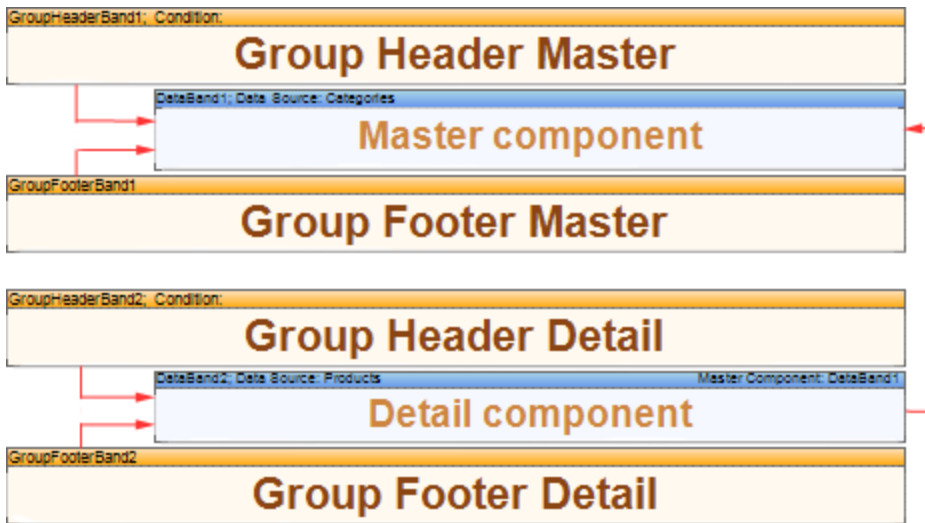 GroupHeaderBand1; Condition:
Group Header Master
DataBand1; Data Source: Categories
Master component
GroupFooterBand1
Group Footer Master
GroupHeaderBand2; Condition:
Group Header Detail
DataBand2; Data Source: Products Master Component: DataBand1
Detail component
GroupFooterBand2
Group Footer Detail